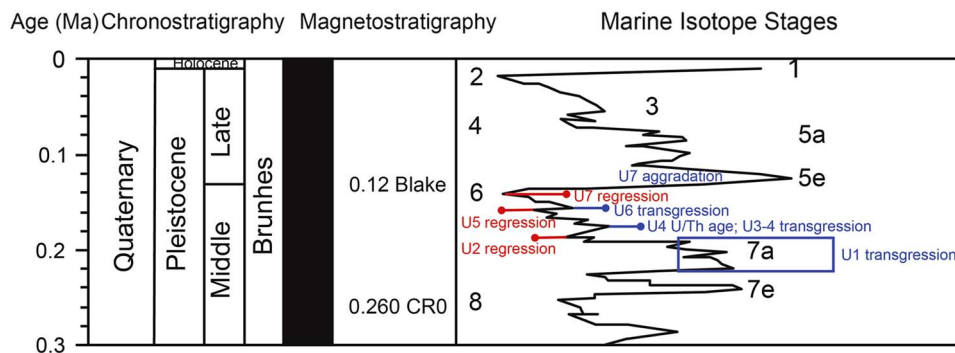 Age (Ma) Chronostratigraphy Magnetostratigraphy Marine Isotope Stages
0
0.1
0.2
0.3
Quaternary
Pleistocene
Holocene
Late
Middle
Brunhes
0.12 Blake
0.260 CR0
1
2
3
4
5a
5e
U7 aggradation
6
U7 regression
U6 transgression
U5 regression
U4 U/Th age; U3-4 transgression
U2 regression
7a
U1 transgression
7e
8